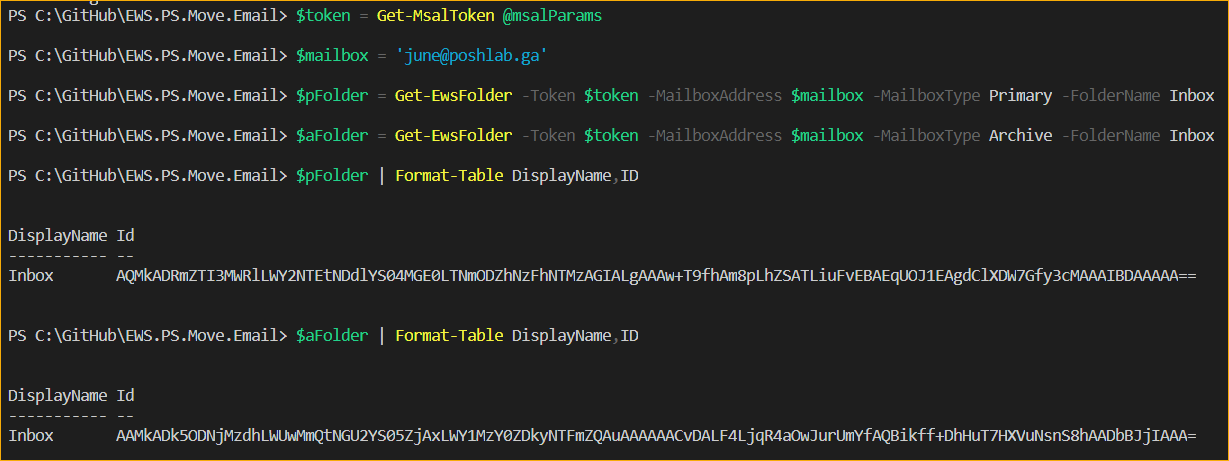 PS C:\GitHub\EWS.PS.Move.Email> $token = Get-MsalToken @msalParams
PS C:\GitHub\EWS.PS.Move.Email> $mailbox = 'june@poshlab.ga'
PS C:\GitHub\EWS.PS.Move.Email> $pFolder = Get-EwsFolder -Token $token -MailboxAddress $mailbox -MailboxType Primary -FolderName Inbox
PS C:\GitHub\EWS.PS.Move.Email> $aFolder = Get-EwsFolder -Token $token -MailboxAddress $mailbox -MailboxType Archive -FolderName Inbox
PS C:\GitHub\EWS.PS.Move.Email> $pFolder | Format-Table DisplayName,ID
DisplayName Id
----------- --
Inbox       AQMkADRmZTI3MWRlLWY2NTEtNDdlYS04MGE0LTNmODZhNzFhNTMzAGIALgAAAw+T9fhAm8pLhZSATLiuFvEBAEqUOJ1EAgdClXDW7Gfy3cMAAAIBDAAAAA==
PS C:\GitHub\EWS.PS.Move.Email> $aFolder | Format-Table DisplayName,ID
DisplayName Id
----------- --
Inbox       AAMkADk5ODNjMzdhLWUwMmQtNGU2YS05ZjAxLWY1MzY0ZDkyNTFmZQAuAAAAAACvDALF4LjqR4aOwJurUmYfAQBikff+DhHuT7HXVuNsnS8hAADbBJjIAAA=